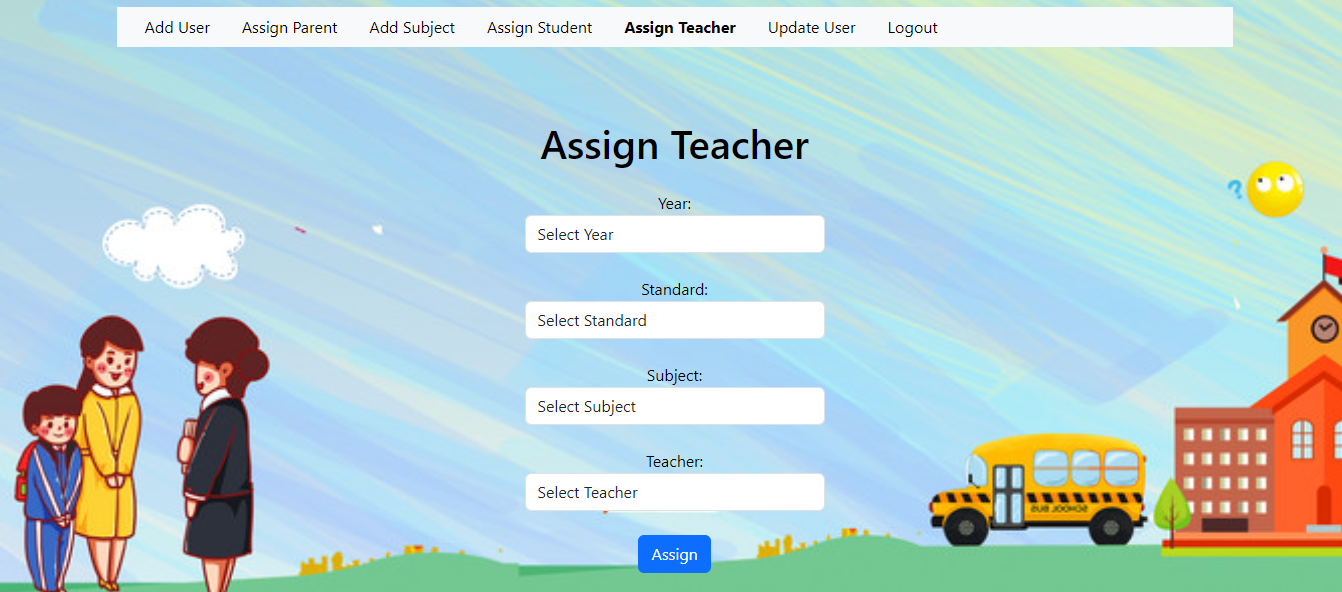 Add User Assign Parent Add Subject Assign Student Assign Teacher Update User Logout
Assign Teacher
Year:
Select Year
Standard:
Select Standard
Subject:
Select Subject
Teacher:
Select Teacher
SCHOOL BUS
Assign